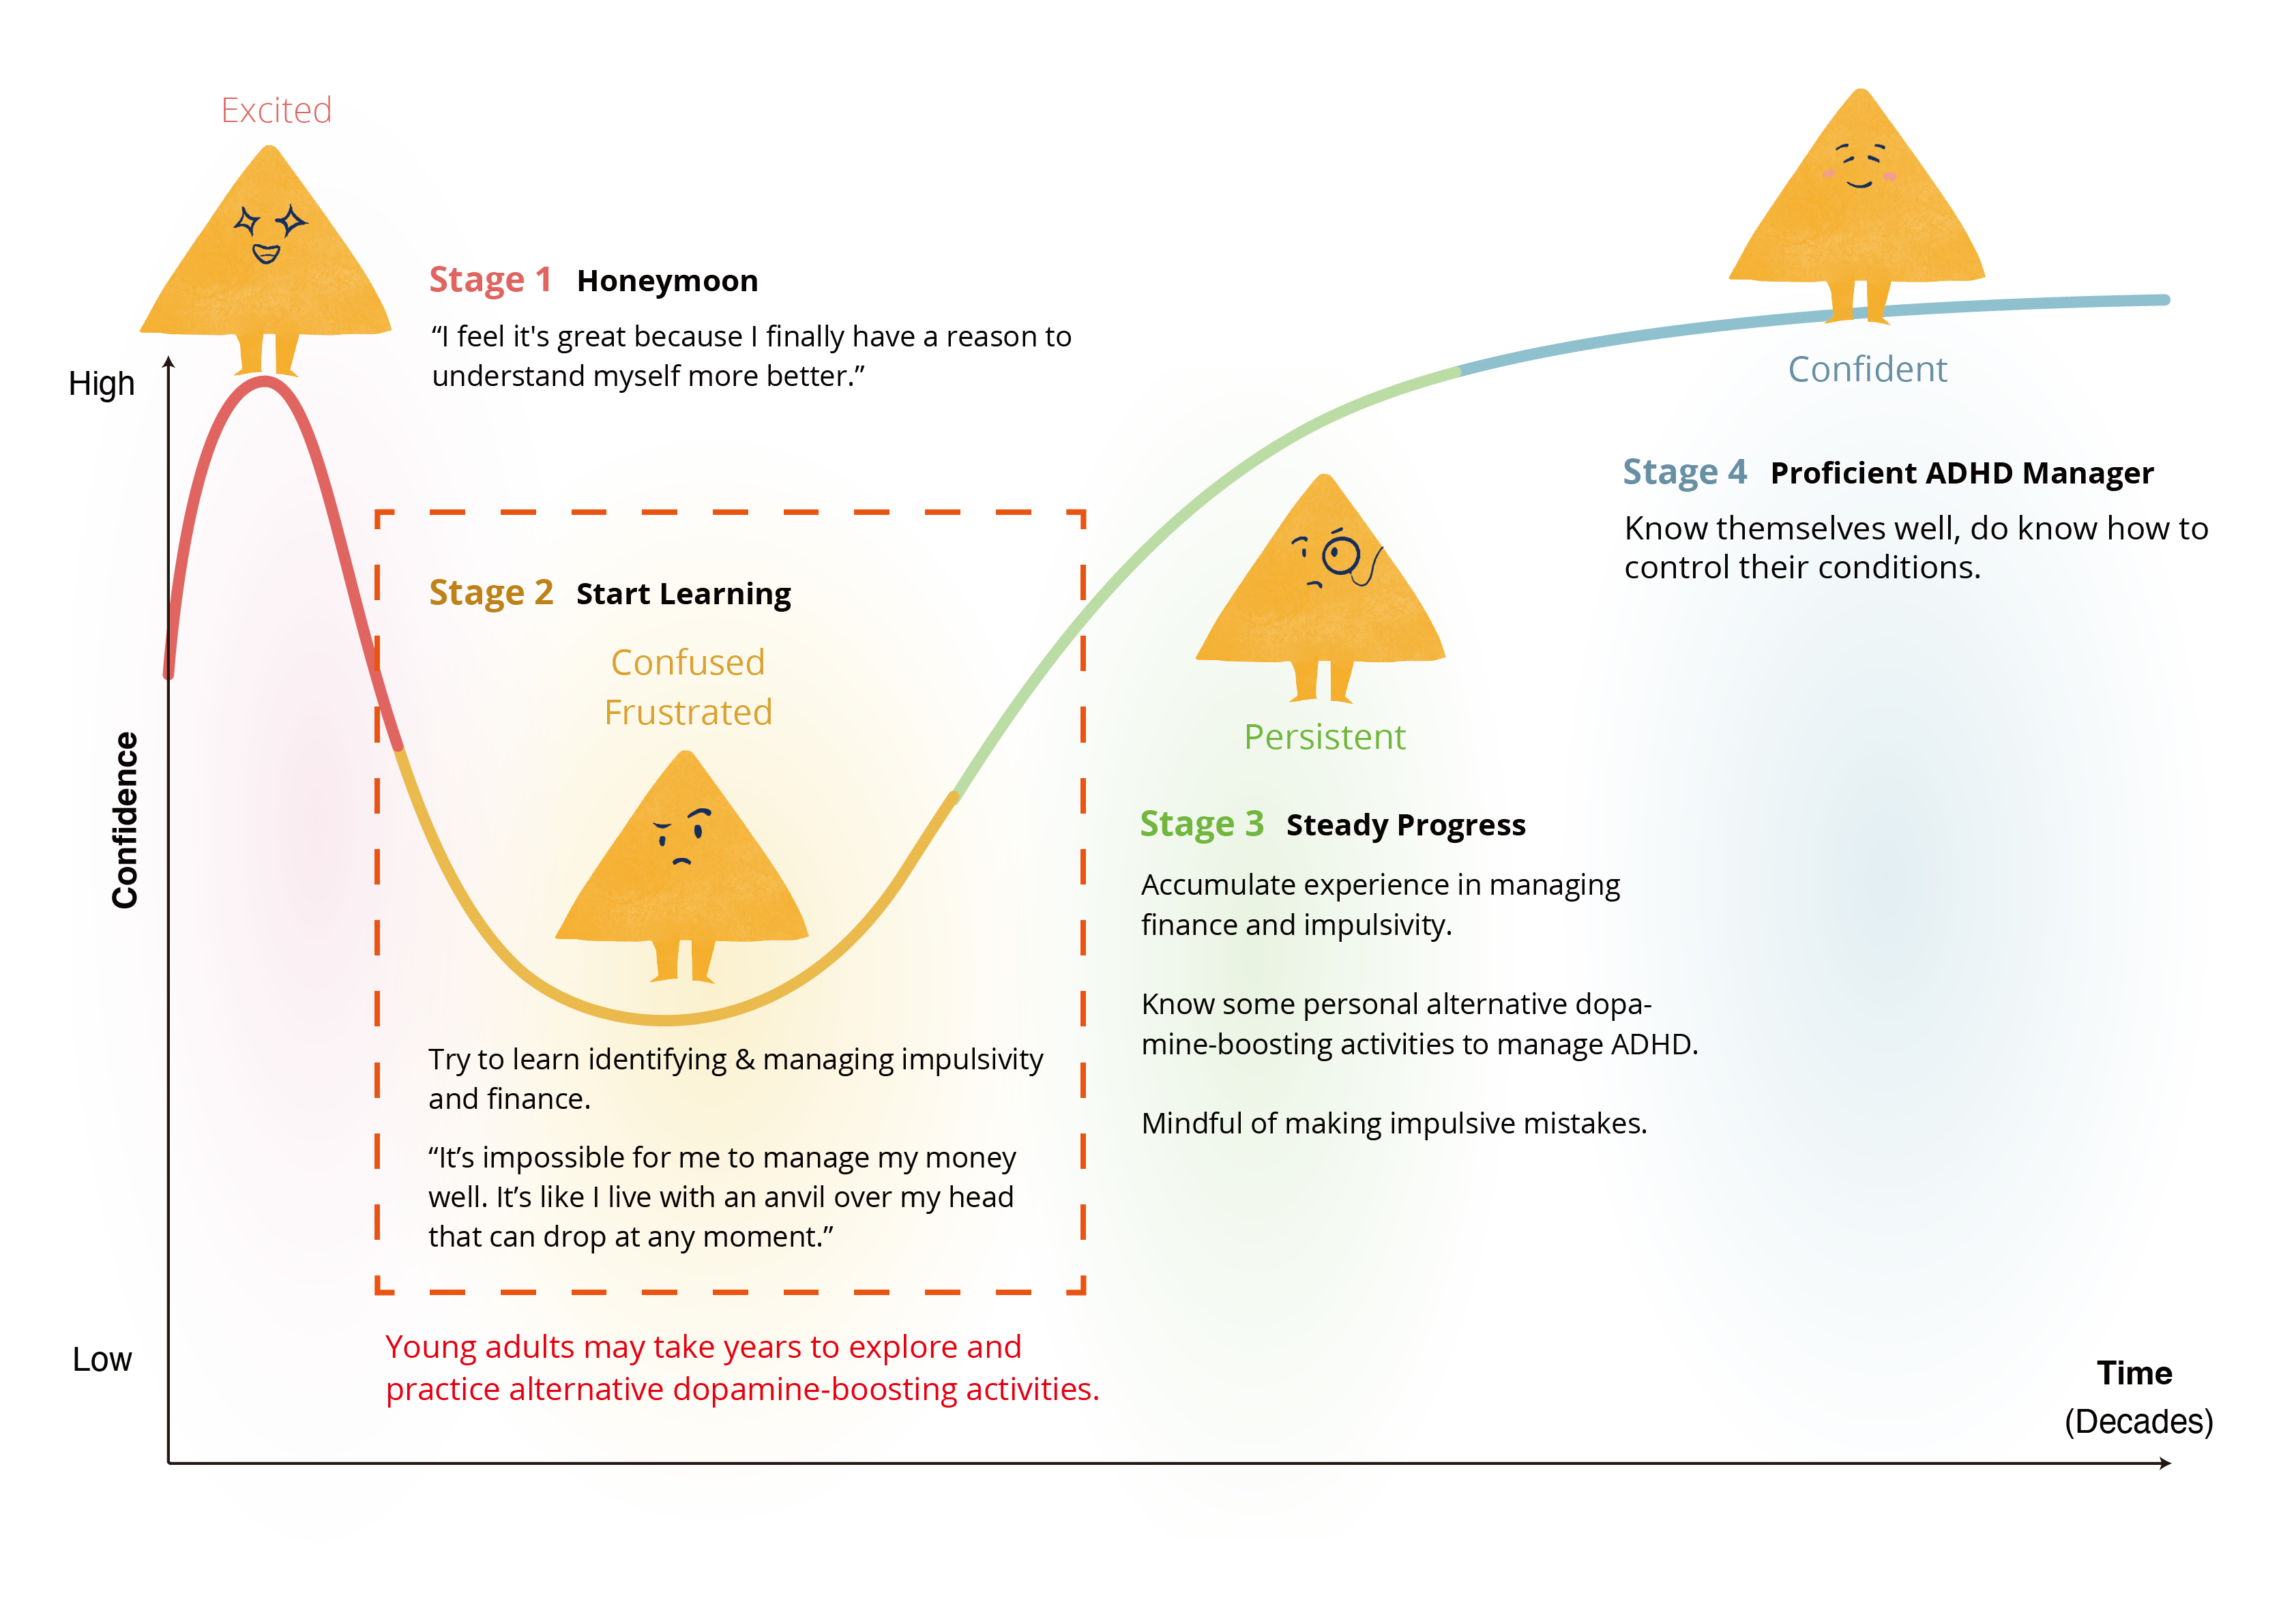 Excited
Stage 1 Honeymoon
“I feel it's great because I finally have a reason to
understand myself more better.”
High
Confidence
Low
Stage 2 Start Learning
Confused
Frustrated
Try to learn identifying & managing impulsivity
and finance.
“It’s impossible for me to manage my money
well. It’s like I live with an anvil over my head
that can drop at any moment.”
Young adults may take years to explore and
practice alternative dopamine-boosting activities.
Persistent
Stage 3 Steady Progress
Accumulate experience in managing
finance and impulsivity.
Know some personal alternative dopa-
mine-boosting activities to manage ADHD.
Mindful of making impulsive mistakes.
Confident
Stage 4 Proficient ADHD Manager
Know themselves well, do know how to
control their conditions.
Time
(Decades)